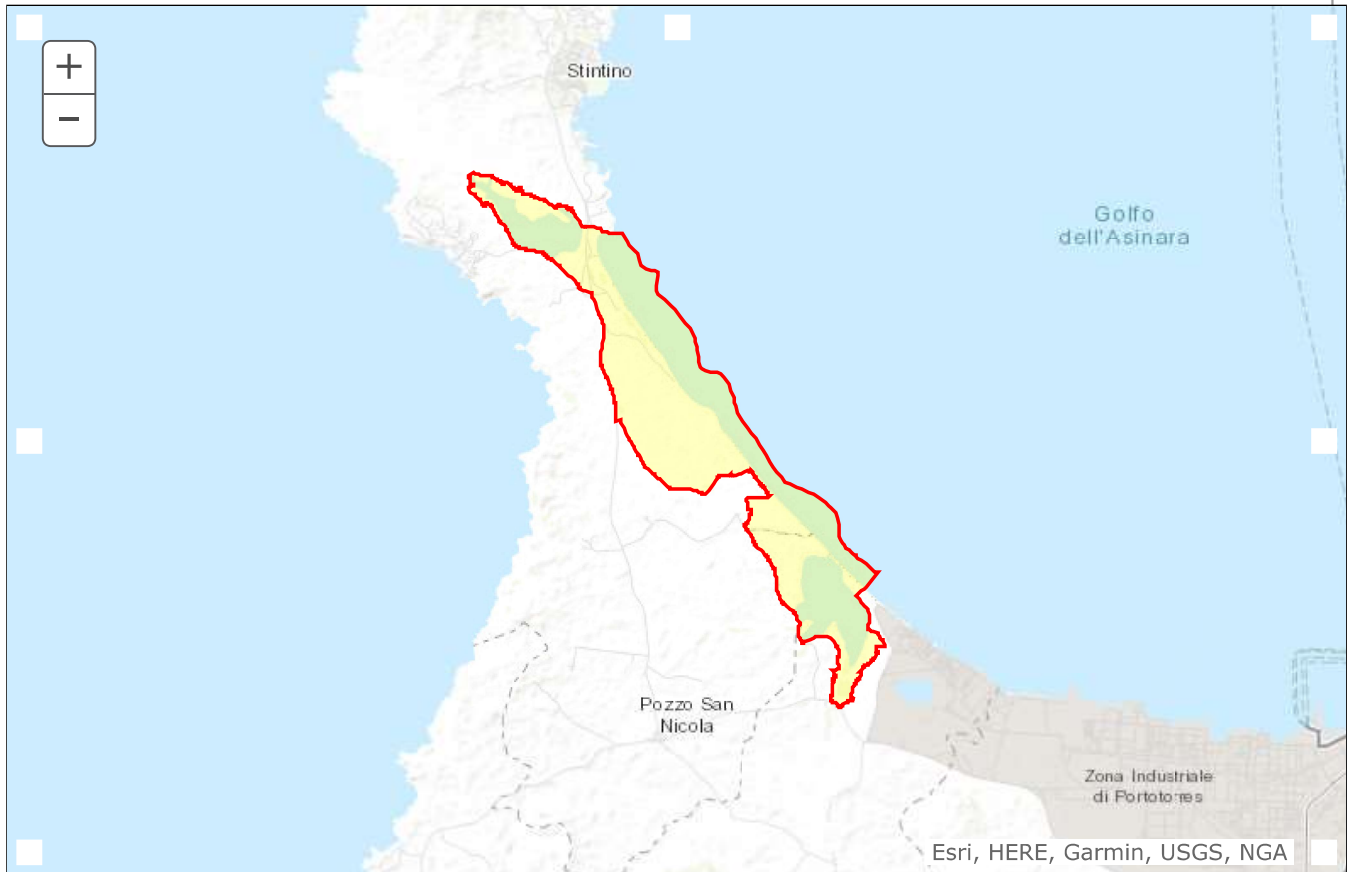 +
−
Stintino
Golfo
dell'Asinara
Pozzo San
Nicola
Zona Industriale
di Portotorres
Esri, HERE, Garmin, USGS, NGA